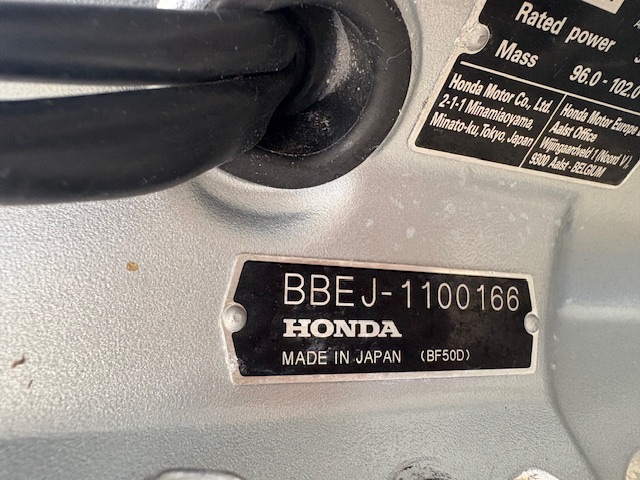 Rated power
Mass 96.0 - 102.0
Honda Motor Co., Ltd.
2-1-1 Minamiaoyama,
Minato-ku, Tokyo, Japan
Honda Motor Europe
Aalst Office
Wijngaardveld 1 (Noord V.)
9300 Aalst - BELGIUM
BBEJ-1100166
HONDA
MADE IN JAPAN (BF50D)